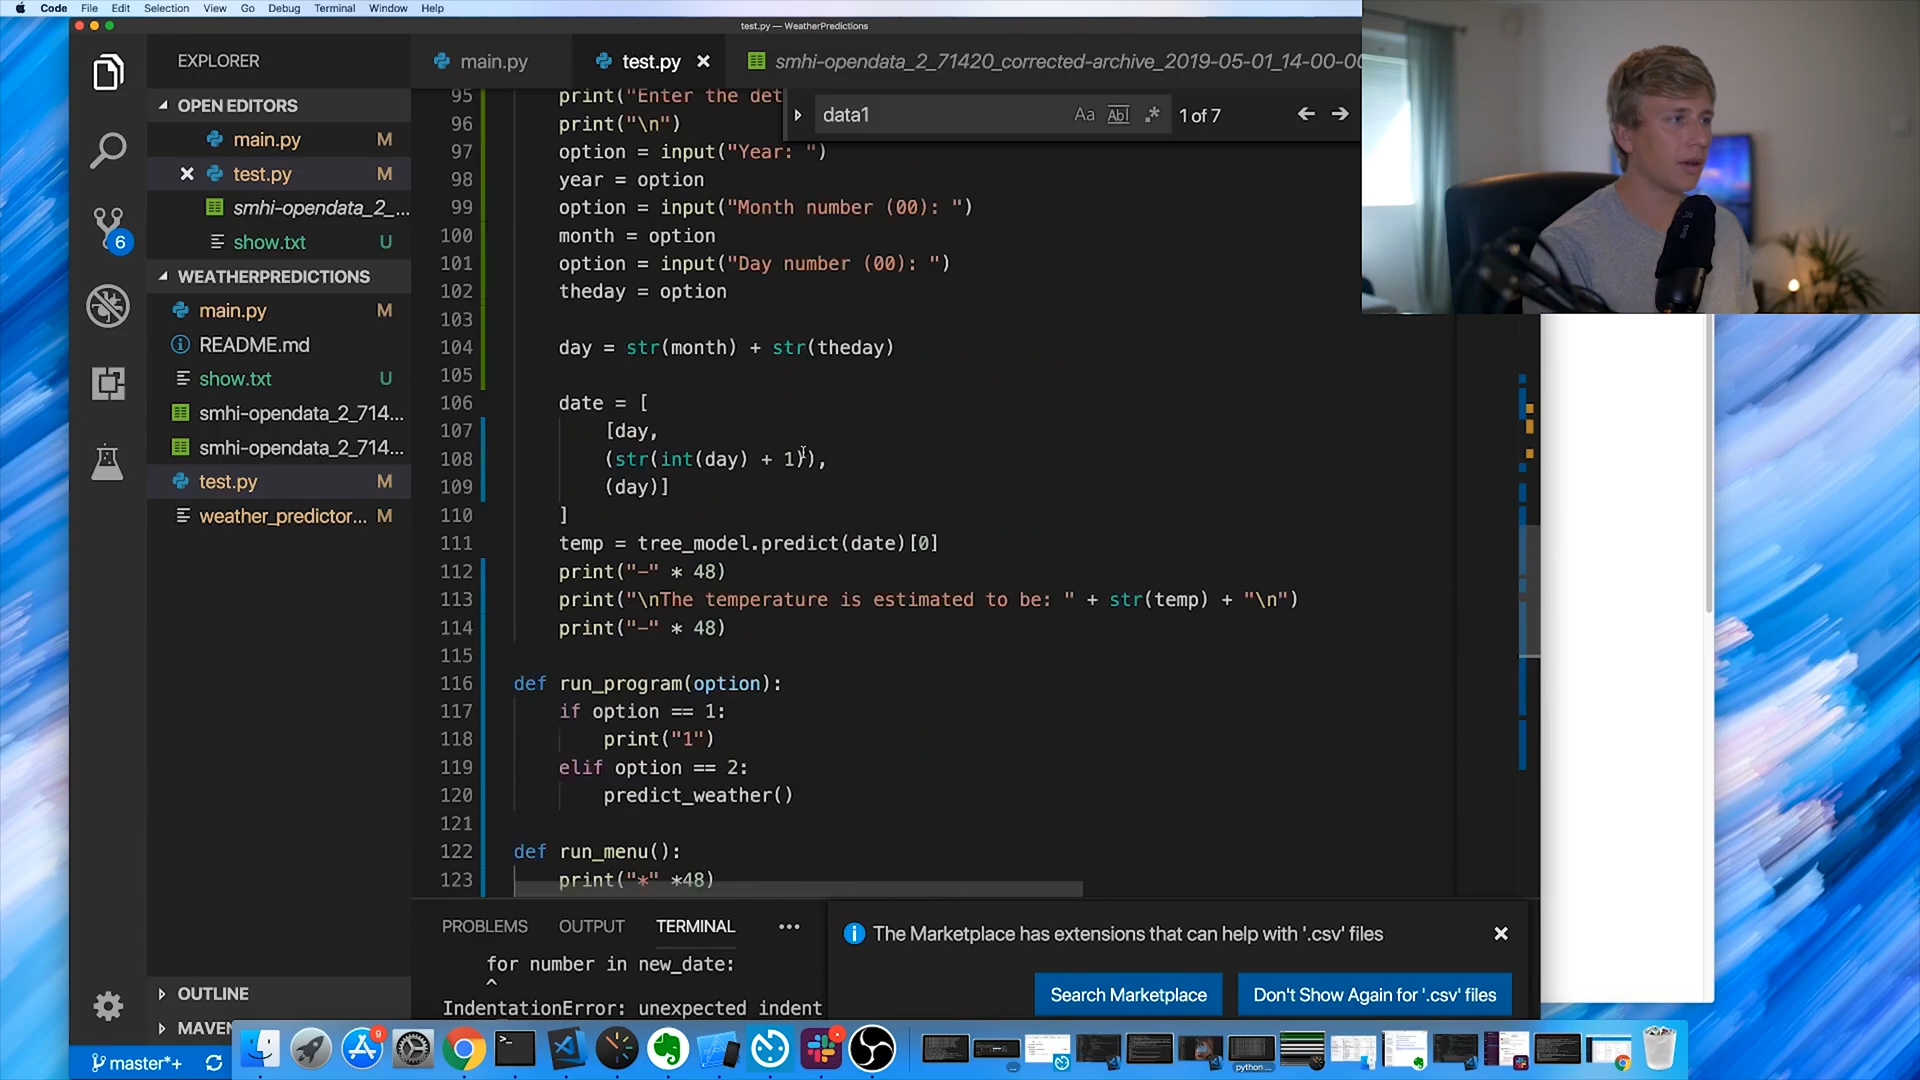 Code File Edit Selection View Go Debug Terminal Window Help
test.py — WeatherPredictions
EXPLORER
OPEN EDITORS
main.py M
test.py M
smhi-opendata_2_...
show.txt U
WEATHERPREDICTIONS
main.py M
README.md
show.txt U
smhi-opendata_2_714...
smhi-opendata_2_714...
test.py M
weather_predictor... M
OUTLINE
6
master*+
main.py
test.py
smhi-opendata_2_71420_corrected-archive_2019-05-01_14-00-00
data1 Aa Abl .* 1 of 7
95 print("Enter the det
96 print("\n")
97 option = input("Year: ")
98 year = option
99 option = input("Month number (00): ")
100 month = option
101 option = input("Day number (00): ")
102 theday = option
103
104 day = str(month) + str(theday)
105
106 date = [
107 [day,
108 (str(int(day) + 1)),
109 (day)]
110 ]
111 temp = tree_model.predict(date)[0]
112 print("-" * 48)
113 print("\nThe temperature is estimated to be: " + str(temp) + "\n")
114 print("-" * 48)
115
116 def run_program(option):
117 if option == 1:
118 print("1")
119 elif option == 2:
120 predict_weather()
121
122 def run_menu():
123 print("*" *48)
PROBLEMS OUTPUT TERMINAL ...
for number in new_date:
^
IndentationError: unexpected indent
The Marketplace has extensions that can help with '.csv' files
Search Marketplace
Don't Show Again for '.csv' files
9
python ...